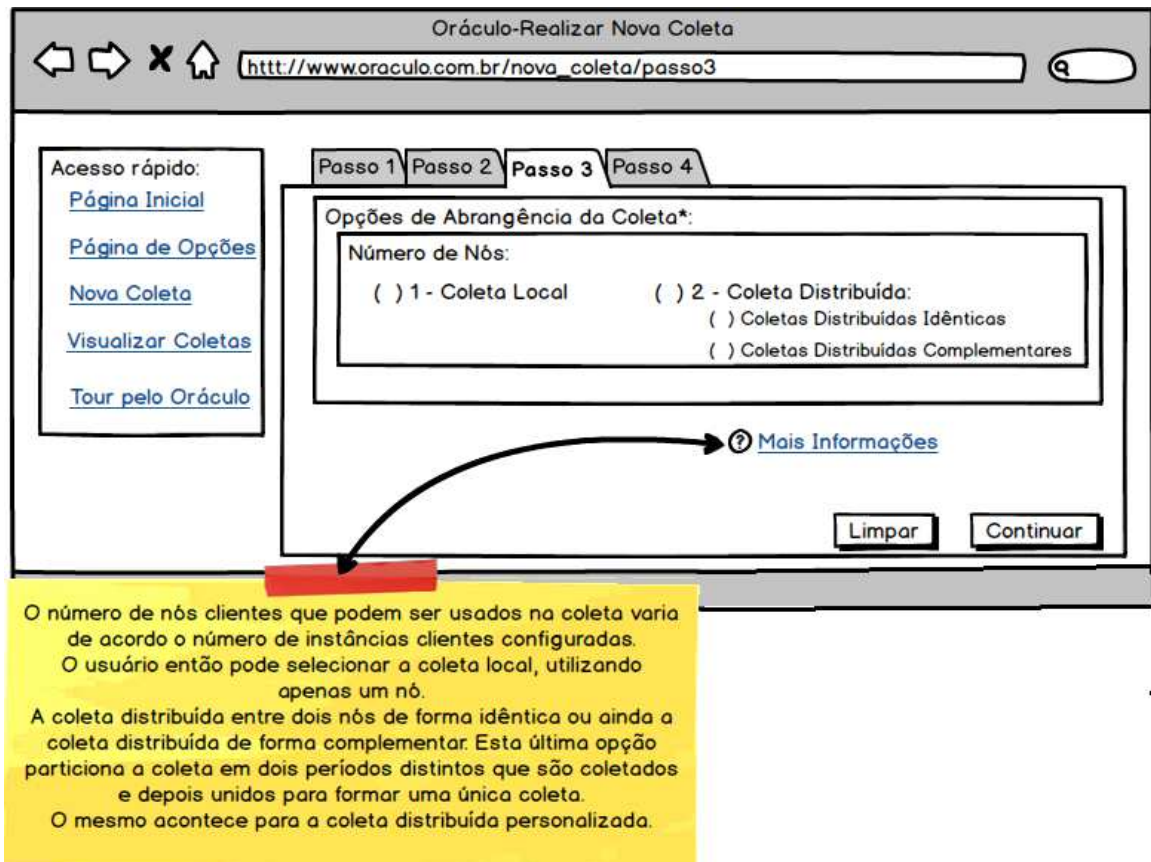 Oráculo-Realizar Nova Coleta
httt://www.oraculo.com.br/nova_coleta/passo3
Acesso rápido:
Página Inicial
Página de Opções
Nova Coleta
Visualizar Coletas
Tour pelo Oráculo
Passo 1 Passo 2 Passo 3 Passo 4
Opções de Abrangência da Coleta*:
Número de Nós:
( ) 1 - Coleta Local ( ) 2 - Coleta Distribuída:
( ) Coletas Distribuídas Idênticas
( ) Coletas Distribuídas Complementares
? Mais Informações
Limpar Continuar
O número de nós clientes que podem ser usados na coleta varia
de acordo o número de instâncias clientes configuradas.
O usuário então pode selecionar a coleta local, utilizando
apenas um nó.
A coleta distribuída entre dois nós de forma idêntica ou ainda a
coleta distribuída de forma complementar. Esta última opção
particiona a coleta em dois períodos distintos que são coletados
e depois unidos para formar uma única coleta.
O mesmo acontece para a coleta distribuída personalizada.